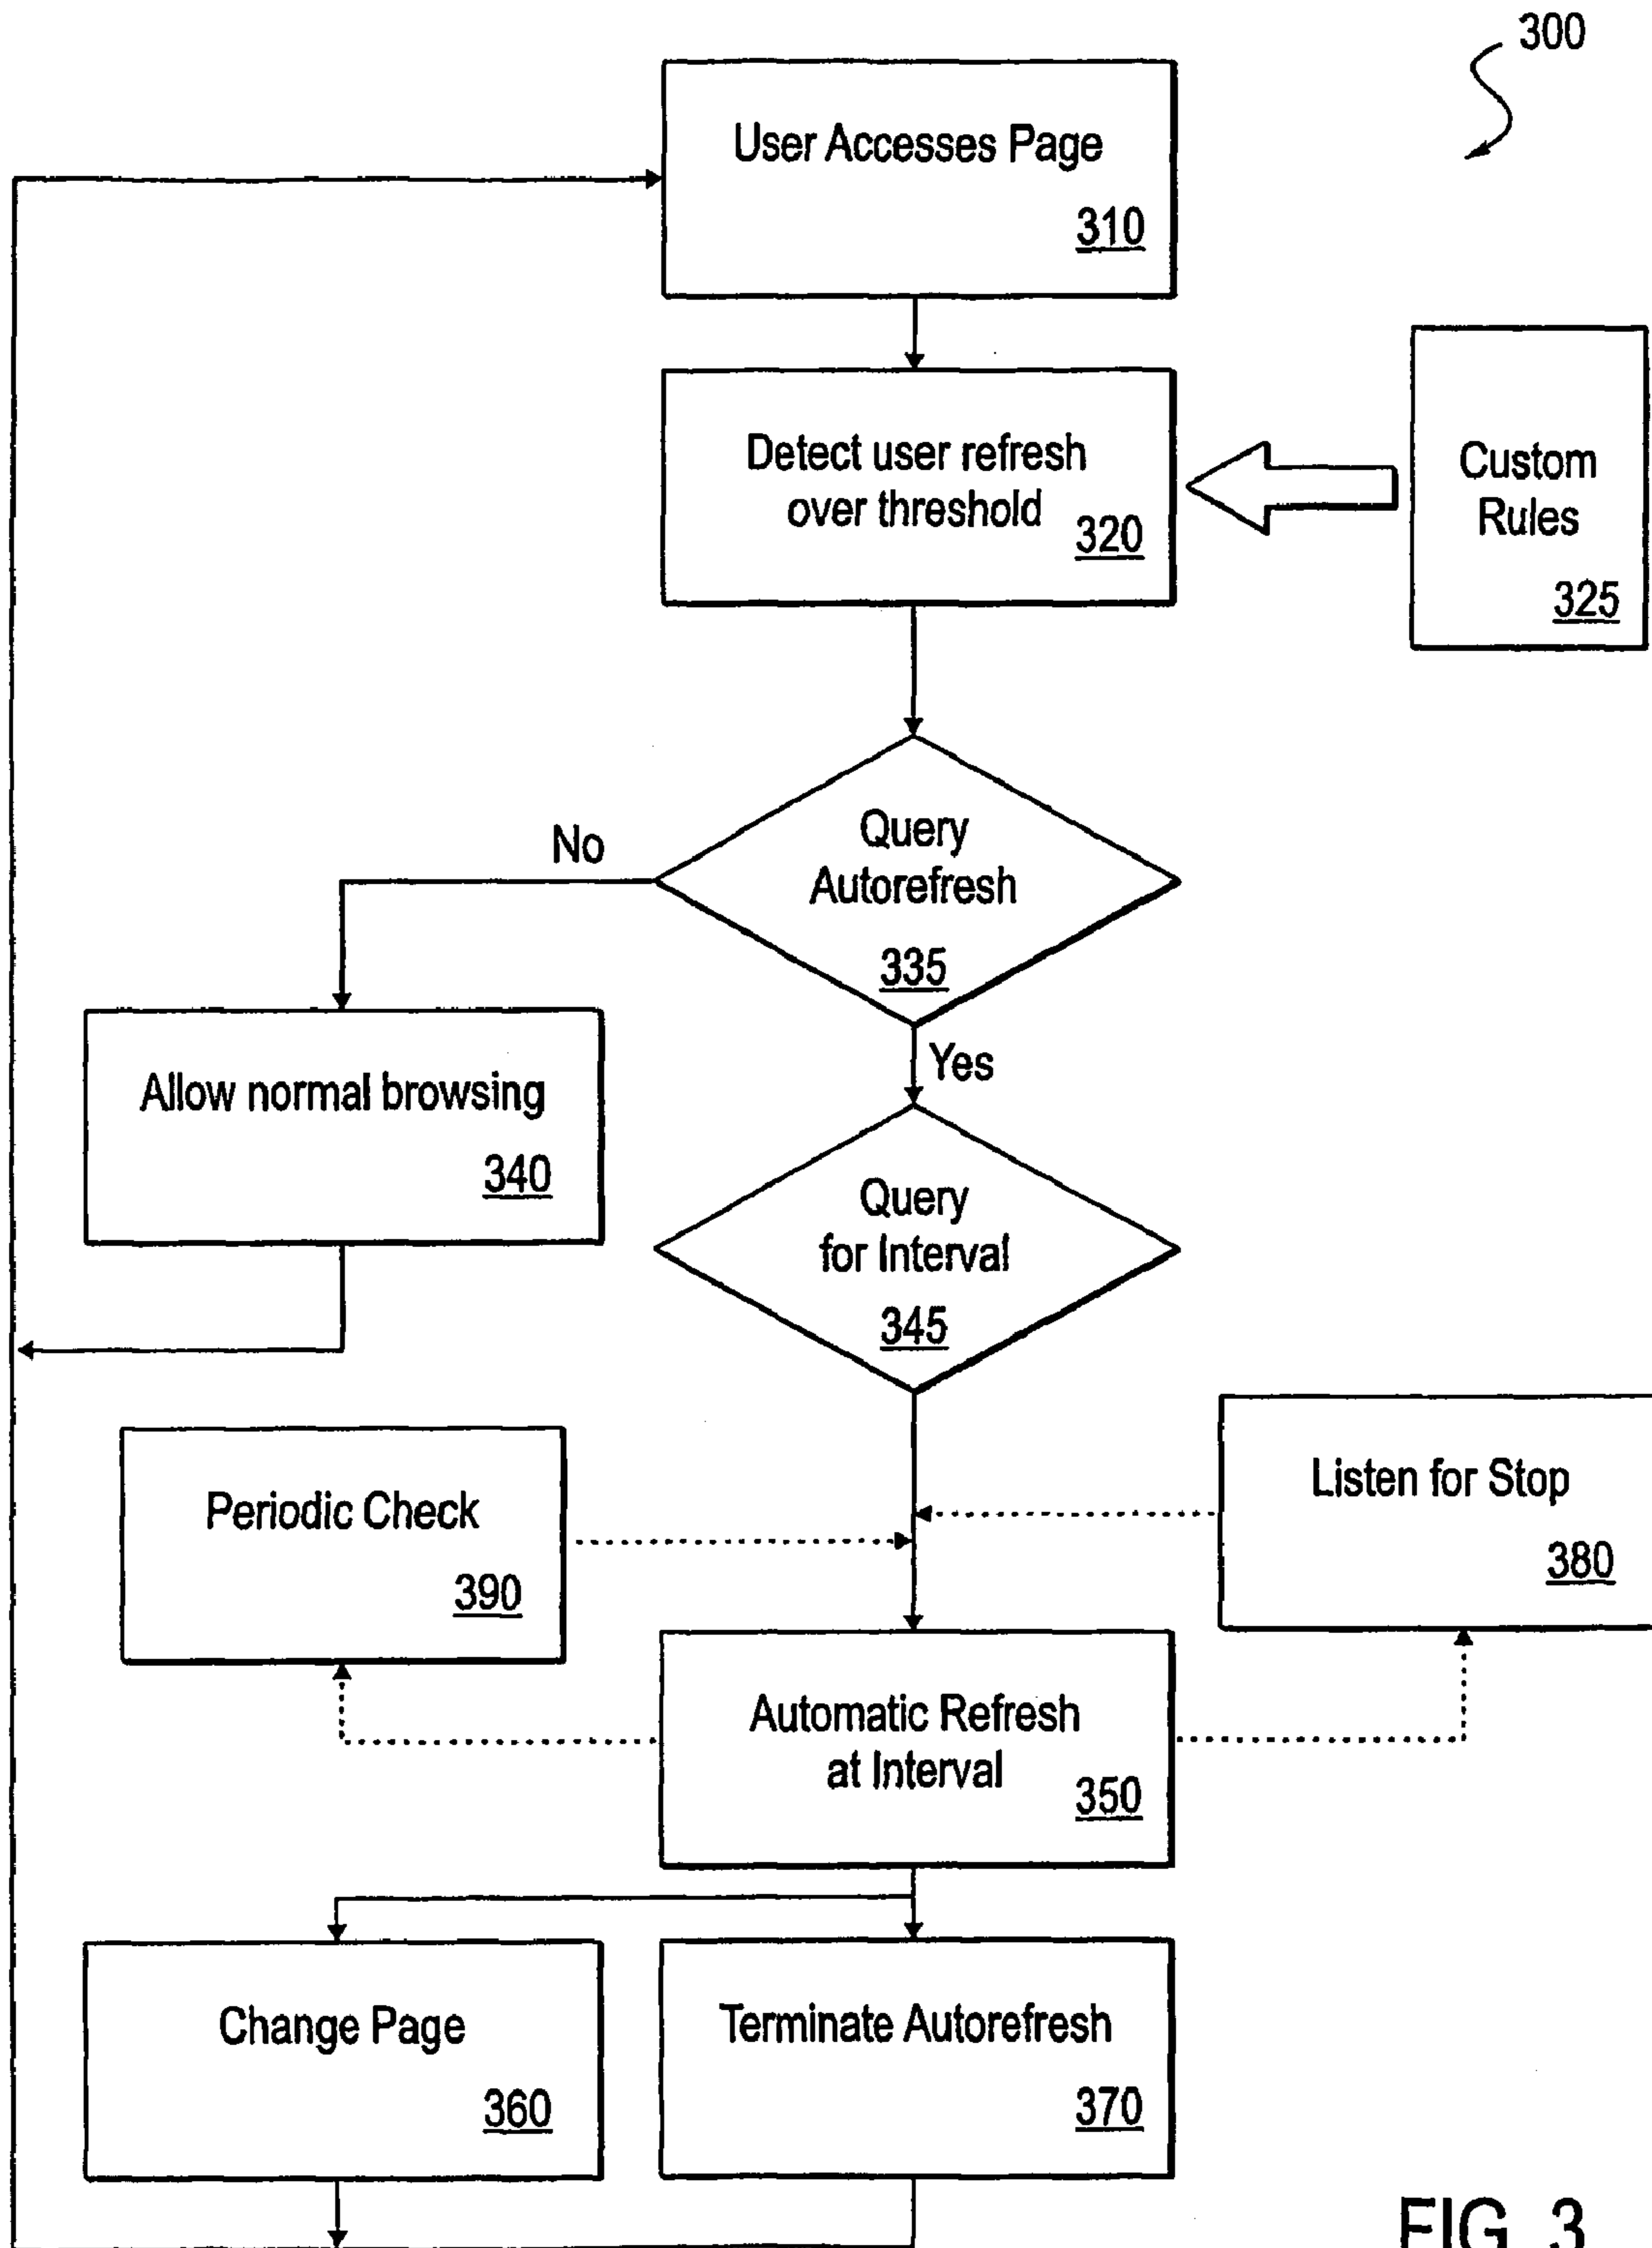 300
User Accesses Page
310
Detect user refresh
over threshold
320
Custom
Rules
325
Query
Autorefresh
335
No
Yes
Allow normal browsing
340
Query
for Interval
345
Periodic Check
390
Listen for Stop
380
Automatic Refresh
at Interval
350
Change Page
360
Terminate Autorefresh
370
FIG. 3